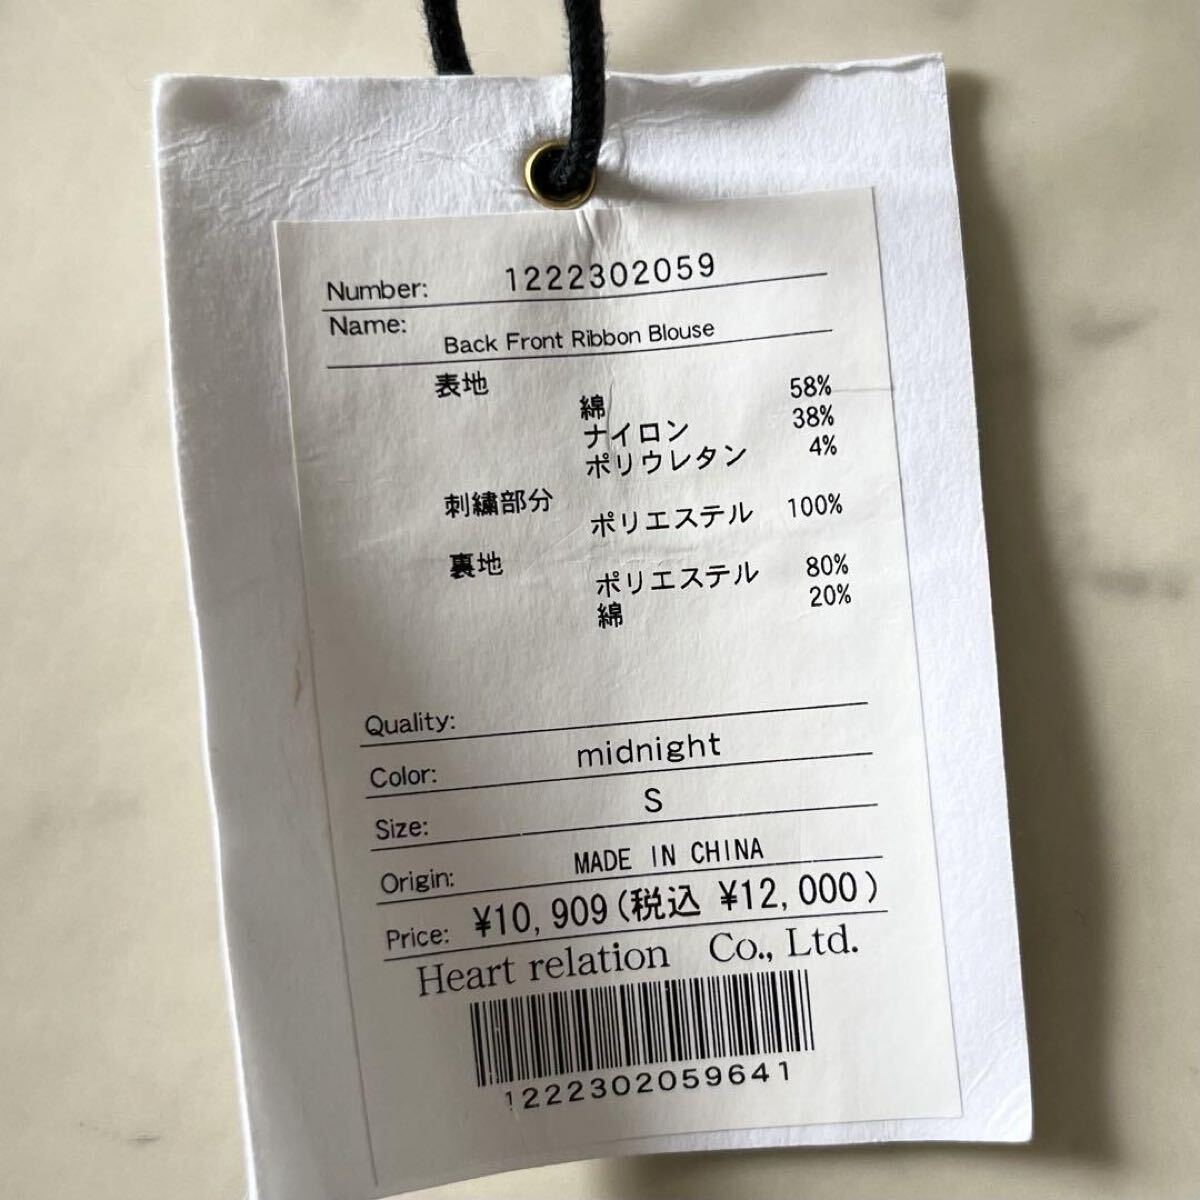 Number: 1222302059
Name: Back Front Ribbon Blouse
表地
綿 58%
ナイロン 38%
ポリウレタン 4%
刺繍部分
ポリエステル 100%
裏地
ポリエステル 80%
綿 20%
Quality:
Color: midnight
Size: S
Origin: MADE IN CHINA
Price: ¥10,909(税込 ¥12,000)
Heart relation Co., Ltd.
1222302059641